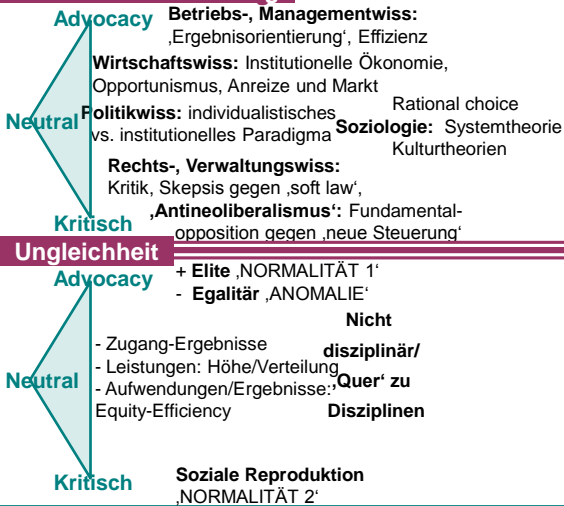 Advocacy
Betriebs-, Managementwiss:
‚Ergebnisorientierung‘, Effizienz
Wirtschaftswiss: Institutionelle Ökonomie,
Opportunismus, Anreize und Markt
Neutral
Politikwiss: individualistisches
vs. institutionelles Paradigma
Rational choice
Soziologie: Systemtheorie
Kulturtheorien
Rechts-, Verwaltungswiss:
Kritik, Skepsis gegen ‚soft law‘,
‚Antineoliberalismus‘: Fundamental-
opposition gegen ‚neue Steuerung‘
Kritisch
Ungleichheit
Advocacy
+ Elite ‚NORMALITÄT 1‘
- Egalitär ‚ANOMALIE‘
Neutral
- Zugang-Ergebnisse
- Leistungen: Höhe/Verteilung
- Aufwendungen/Ergebnisse:
Equity-Efficiency
Nicht
disziplinär/
‚Quer‘ zu
Disziplinen
Kritisch
Soziale Reproduktion
‚NORMALITÄT 2‘